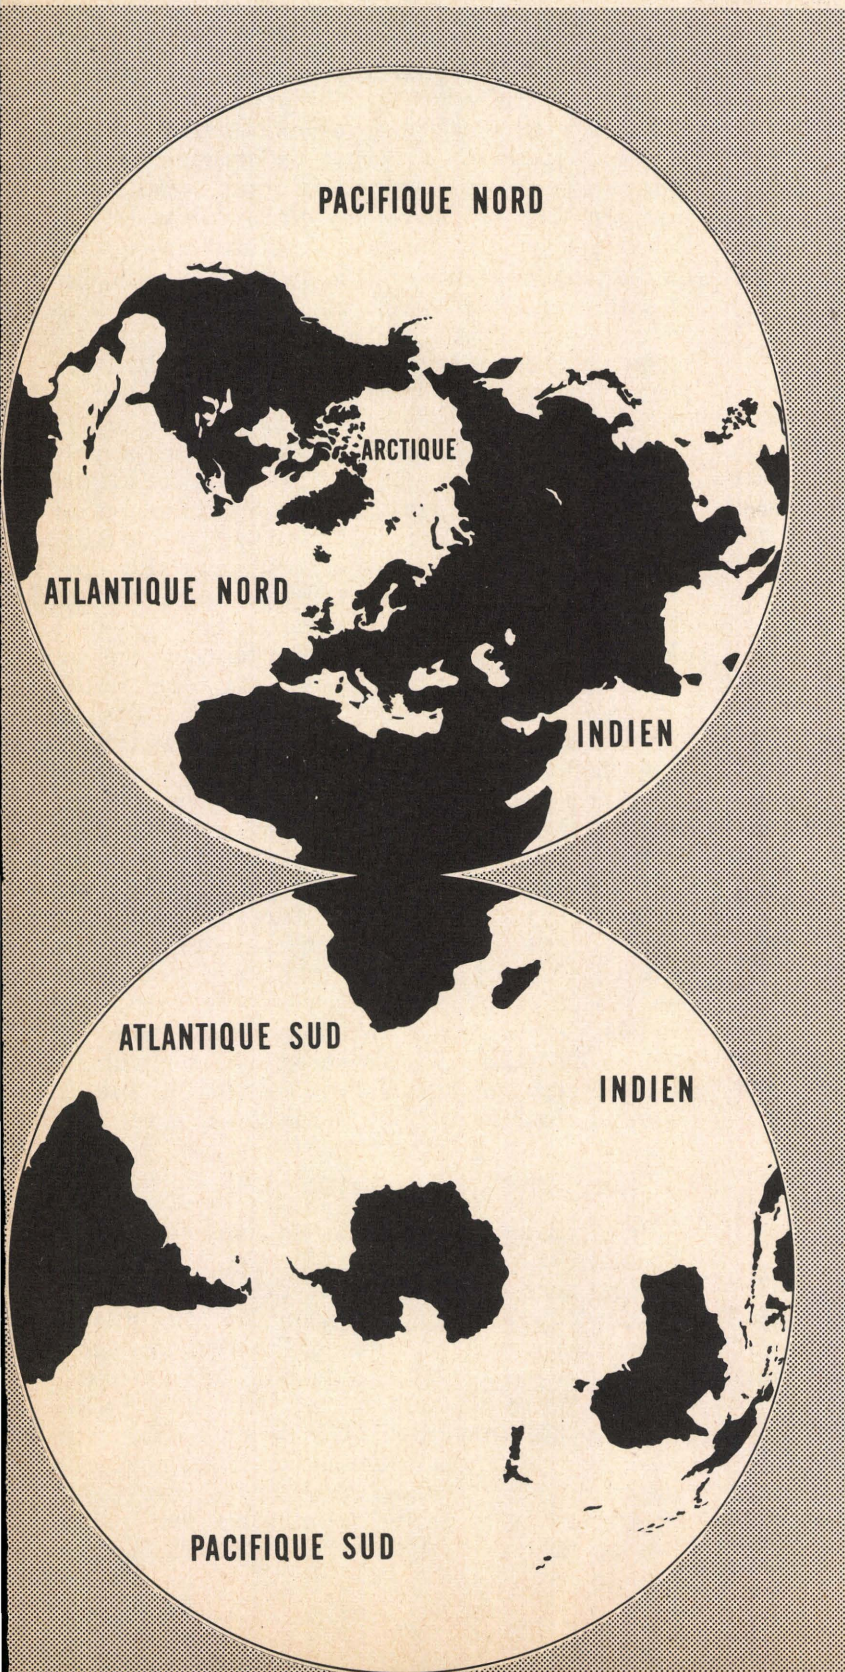 PACIFIQUE NORD
ARCTIQUE
ATLANTIQUE NORD
INDIEN
ATLANTIQUE SUD
INDIEN
PACIFIQUE SUD